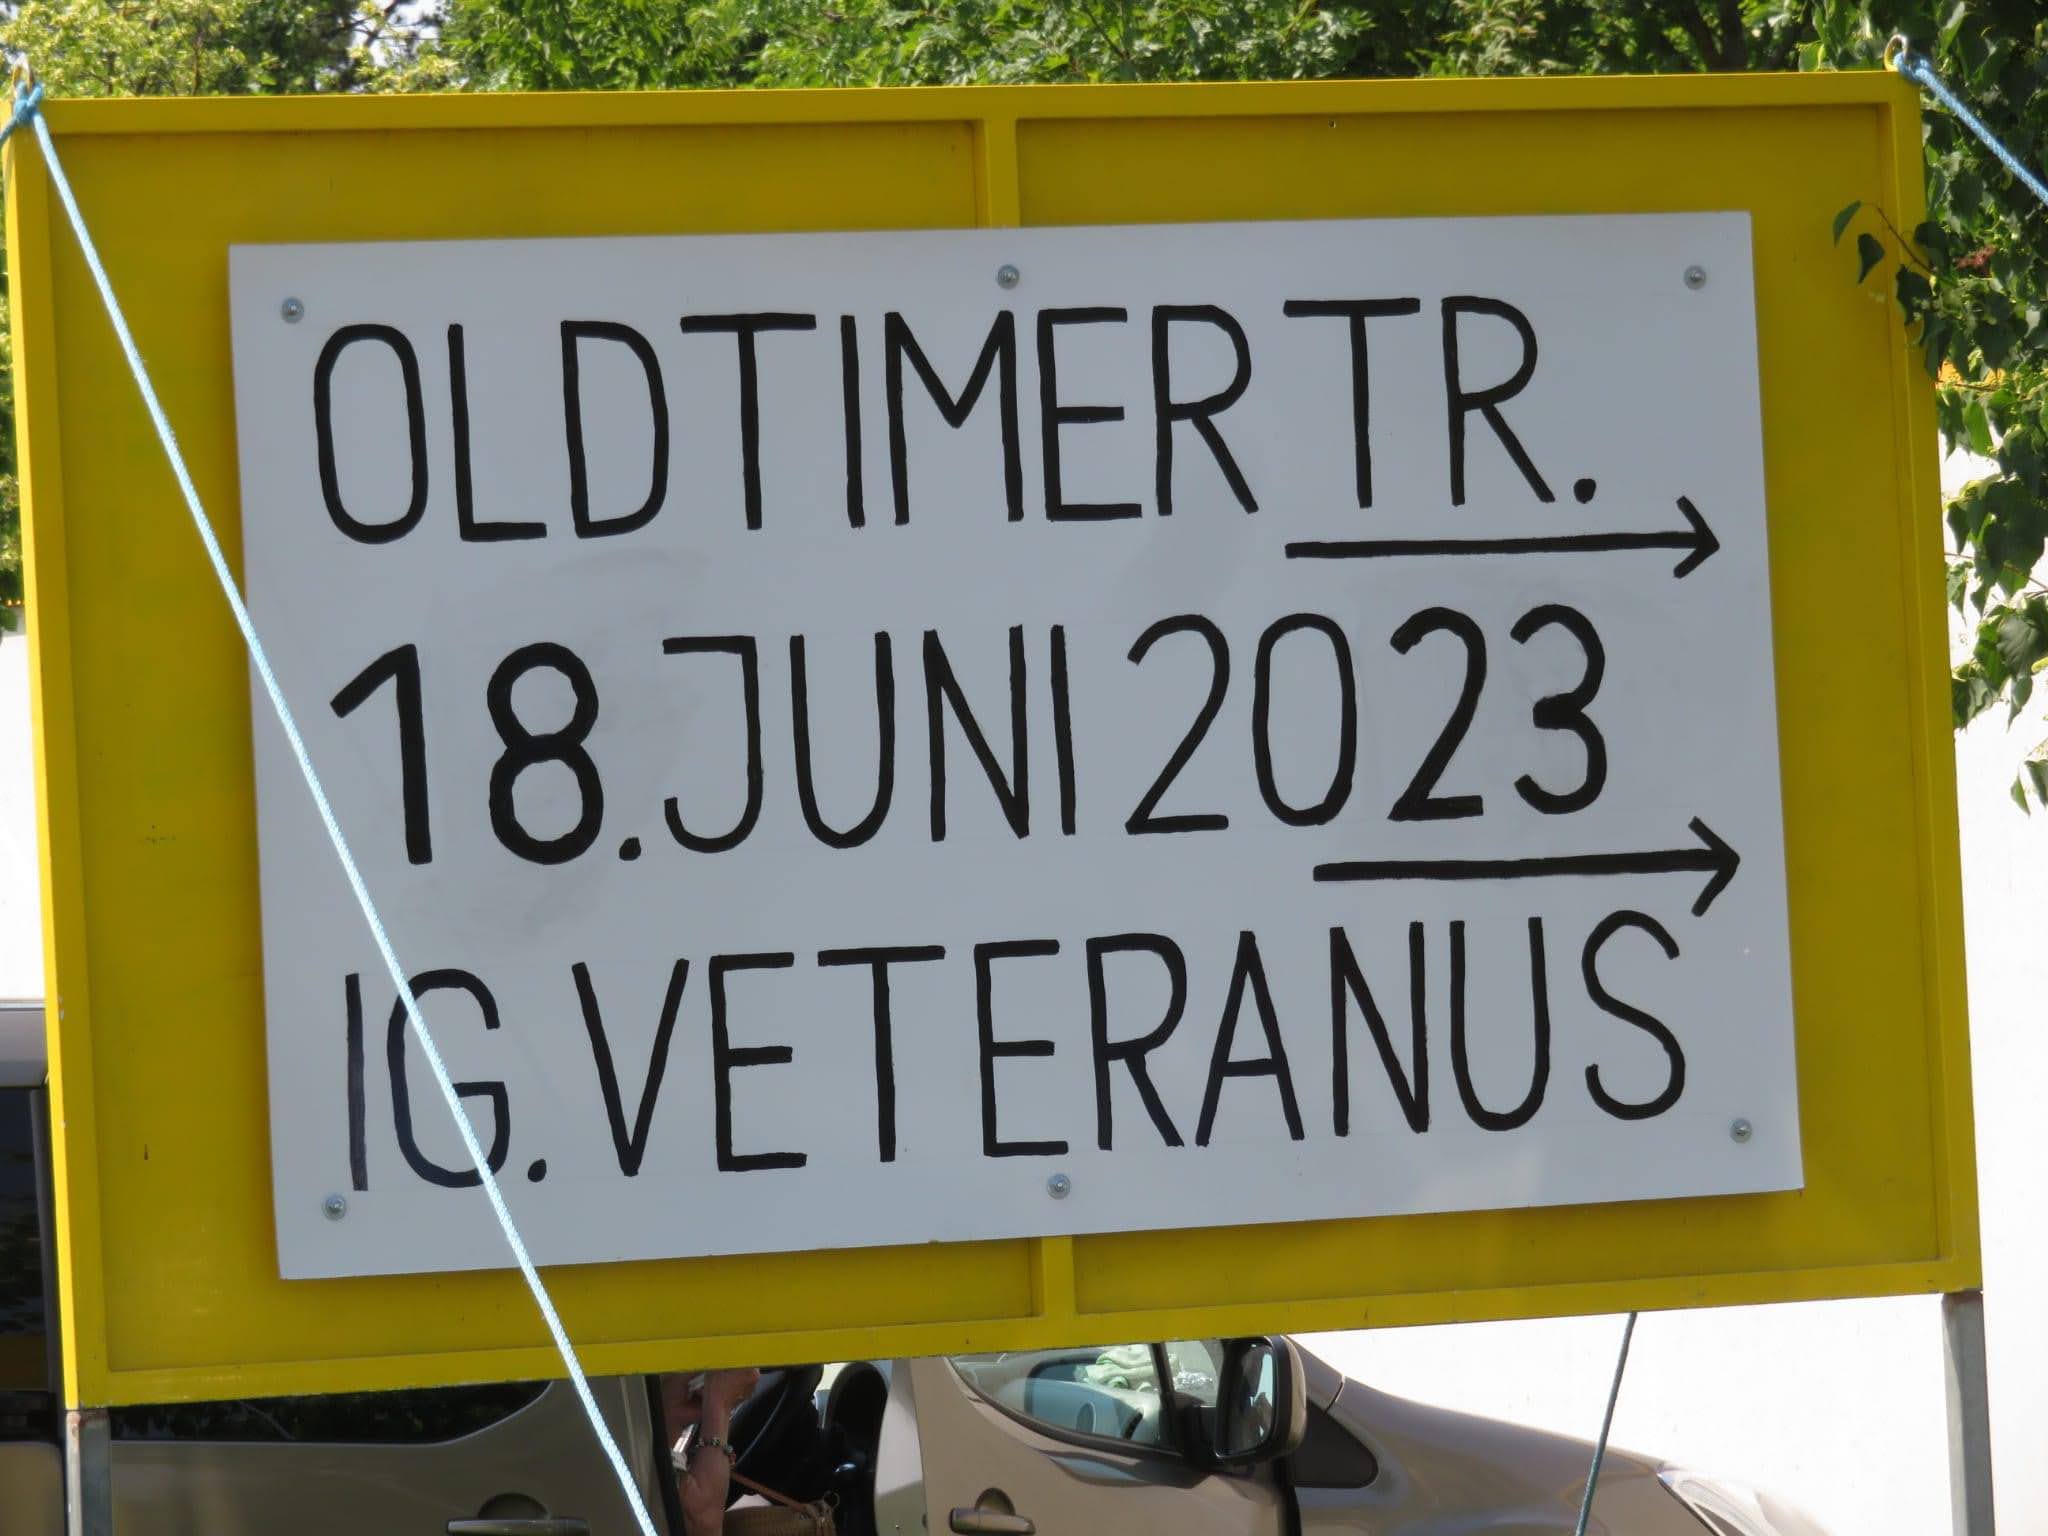 OLDTIMER TR.
18. JUNI 2023
IG. VETERANUS